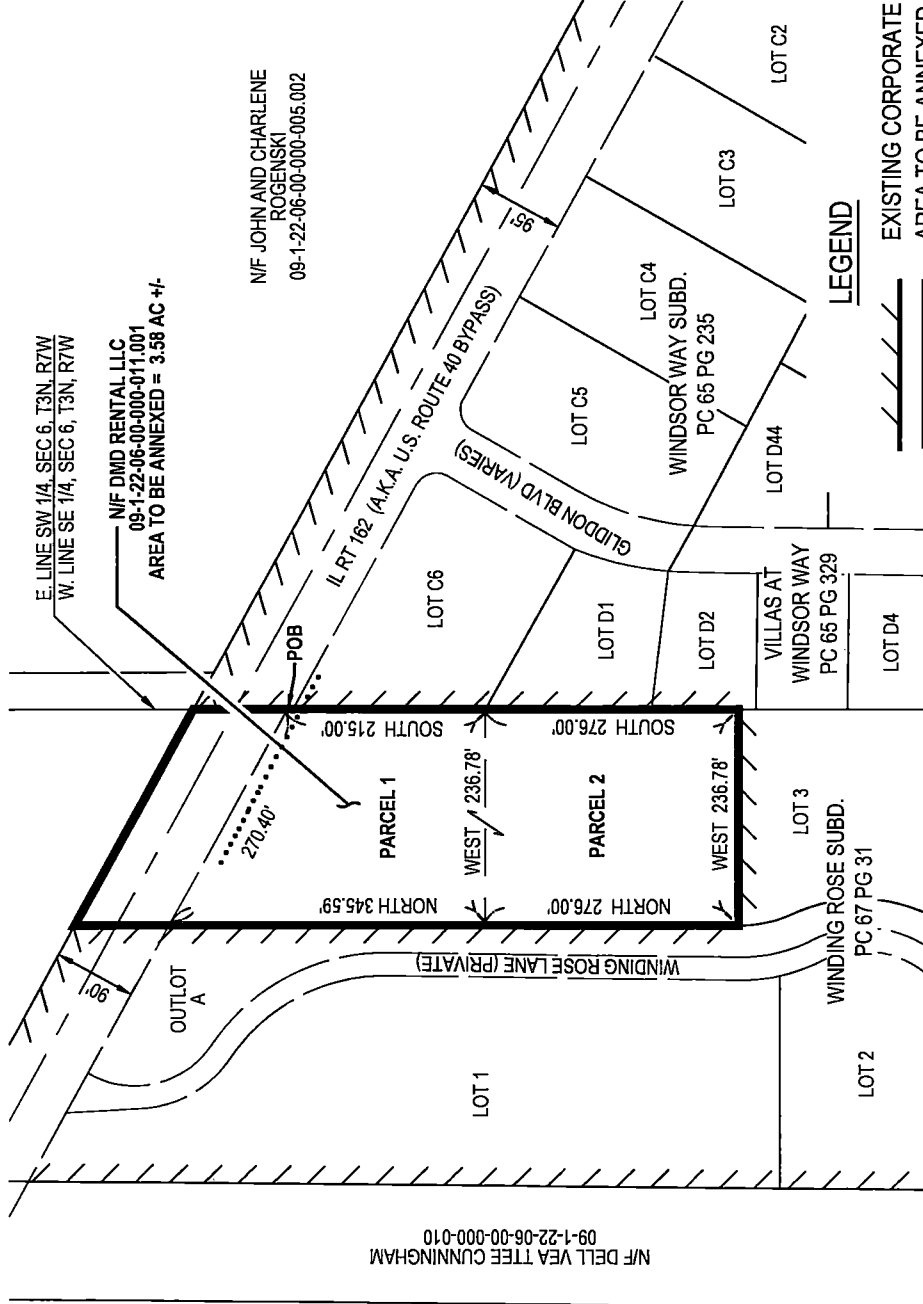 E. LINE SW 1/4, SEC 6, T3N, R7W
W. LINE SE 1/4, SEC 6, T3N, R7W
N/F DMD RENTAL LLC
09-1-22-06-00-000-011.001
AREA TO BE ANNEXED = 3.58 AC +/-
N/F JOHN AND CHARLENE
ROGENSKI
09-1-22-06-00-000-005.002
90'
OUTLOT
A
270.40'
POB
IL RT 162 (A.K.A. U.S. ROUTE 40 BYPASS)
95'
NORTH 345.59'
PARCEL 1
SOUTH 215.00'
WEST 236.78'
NORTH 276.00'
PARCEL 2
SOUTH 276.00'
WEST 236.78'
WINDING ROSE LANE (PRIVATE)
LOT 1
LOT 2
LOT 3
WINDING ROSE SUBD.
PC 67 PG 31
N/F DELL VEA TTEE CUNNINGHAM
09-1-22-06-00-000-010
LOT C6
LOT D1
LOT D2
VILLAS AT
WINDSOR WAY
PC 65 PG 329
LOT D4
GLIDDON BLVD (VARIES)
LOT C5
LOT C4
WINDSOR WAY SUBD.
PC 65 PG 235
LOT D44
LOT C3
LOT C2
LEGEND
EXISTING CORPORATE
AREA TO BE ANNEXED